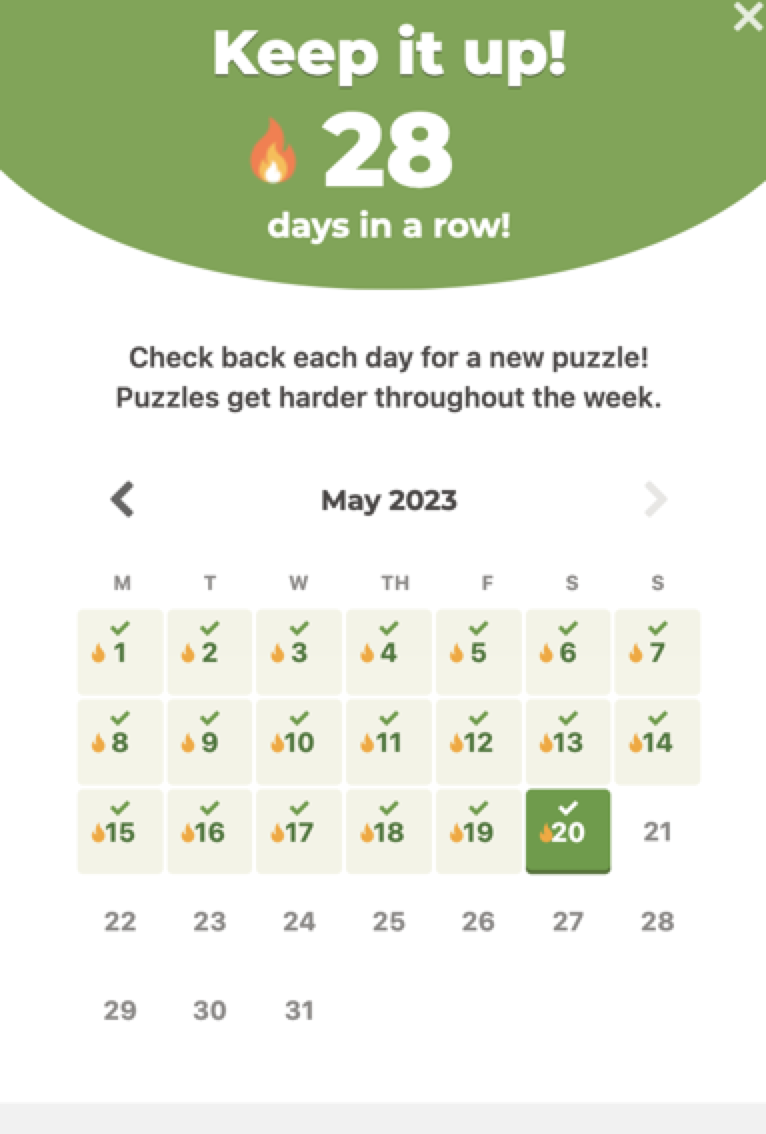 Keep it up!
28
days in a row!
Check back each day for a new puzzle!
Puzzles get harder throughout the week.
May 2023
M T W TH F S S
1 2 3 4 5 6 7
8 9 10 11 12 13 14
15 16 17 18 19 20 21
22 23 24 25 26 27 28
29 30 31